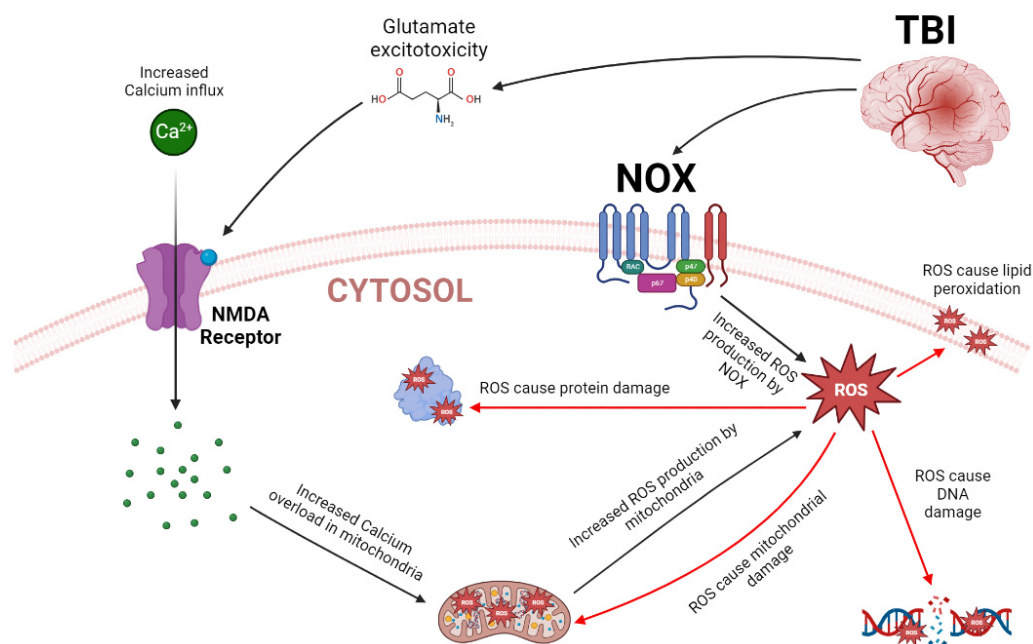 TBI
Glutamate
excitotoxicity
O
O
HO
OH
NH₂
Increased
Calcium influx
Ca²⁺
NOX
RAC
p47
p67
p40
CYTOSOL
NMDA
Receptor
ROS cause lipid
peroxidation
ROS
ROS
Increased ROS
production by
NOX
ROS
ROS cause protein damage
ROS
ROS
Increased ROS production by
mitochondria
ROS cause
DNA
damage
Increased Calcium
overload in mitochondria
ROS cause mitochondrial
damage
ROS
ROS
ROS
ROS
ROS